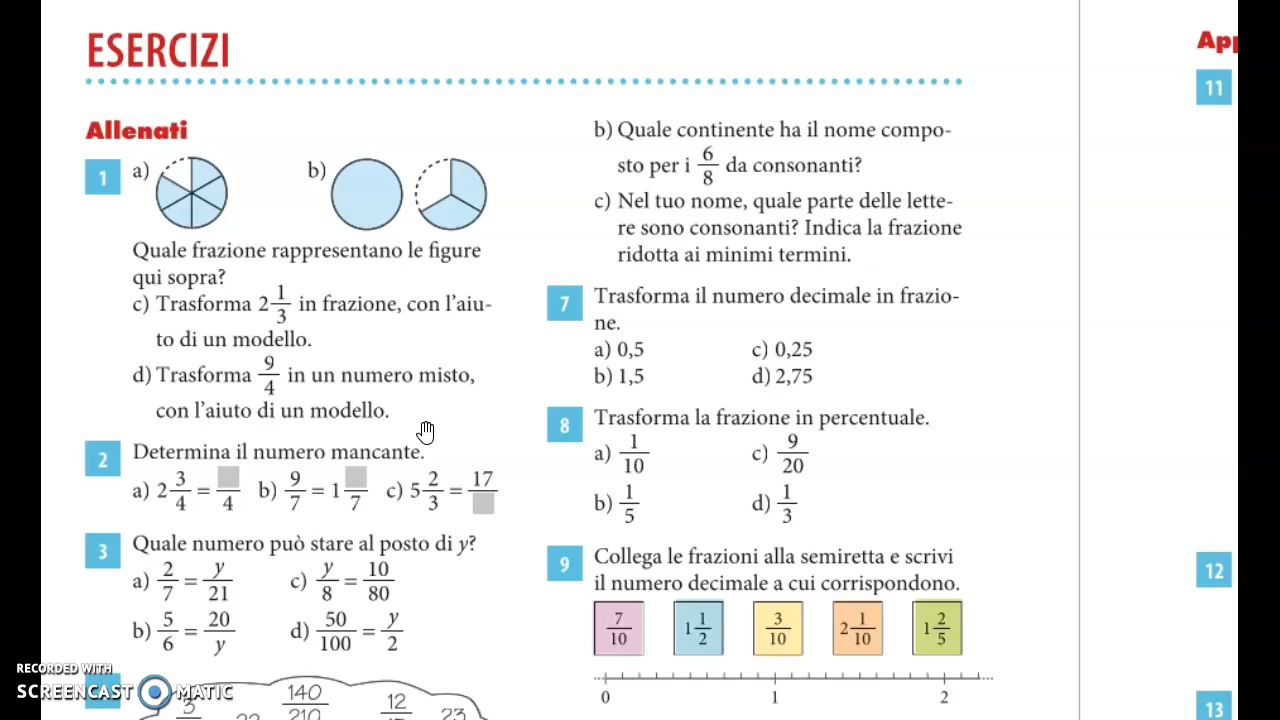 ESERCIZI
Allenati
1
a)
b)
Quale frazione rappresentano le figure
qui sopra?
c) Trasforma 2 1/3 in frazione, con l'aiu-
to di un modello.
d) Trasforma 9/4 in un numero misto,
con l'aiuto di un modello.
2
Determina il numero mancante.
a) 2 3/4 = /4 b) 9/7 = 1 /7 c) 5 2/3 = 17/
3
Quale numero può stare al posto di y?
a) 2/7 = y/21 c) y/8 = 10/80
b) 5/6 = 20/y d) 50/100 = y/2
140/210
12
23
b) Quale continente ha il nome compo-
sto per i 6/8 da consonanti?
c) Nel tuo nome, quale parte delle lette-
re sono consonanti? Indica la frazione
ridotta ai minimi termini.
7
Trasforma il numero decimale in frazio-
ne.
a) 0,5 c) 0,25
b) 1,5 d) 2,75
8
Trasforma la frazione in percentuale.
a) 1/10 c) 9/20
b) 1/5 d) 1/3
9
Collega le frazioni alla semiretta e scrivi
il numero decimale a cui corrispondono.
7/10 1 1/2 3/10 2 1/10 1 2/5
0 1 2
11
12
13
RECORDED WITH
SCREENCAST MATIC